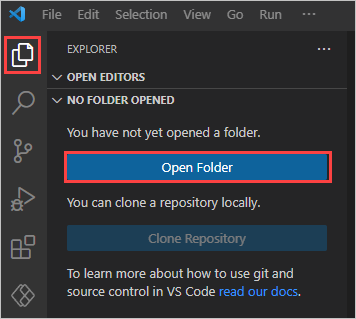 File Edit Selection View Go Run ···
EXPLORER ···
OPEN EDITORS
NO FOLDER OPENED
You have not yet opened a folder.
Open Folder
You can clone a repository locally.
Clone Repository
To learn more about how to use git and
source control in VS Code read our docs.